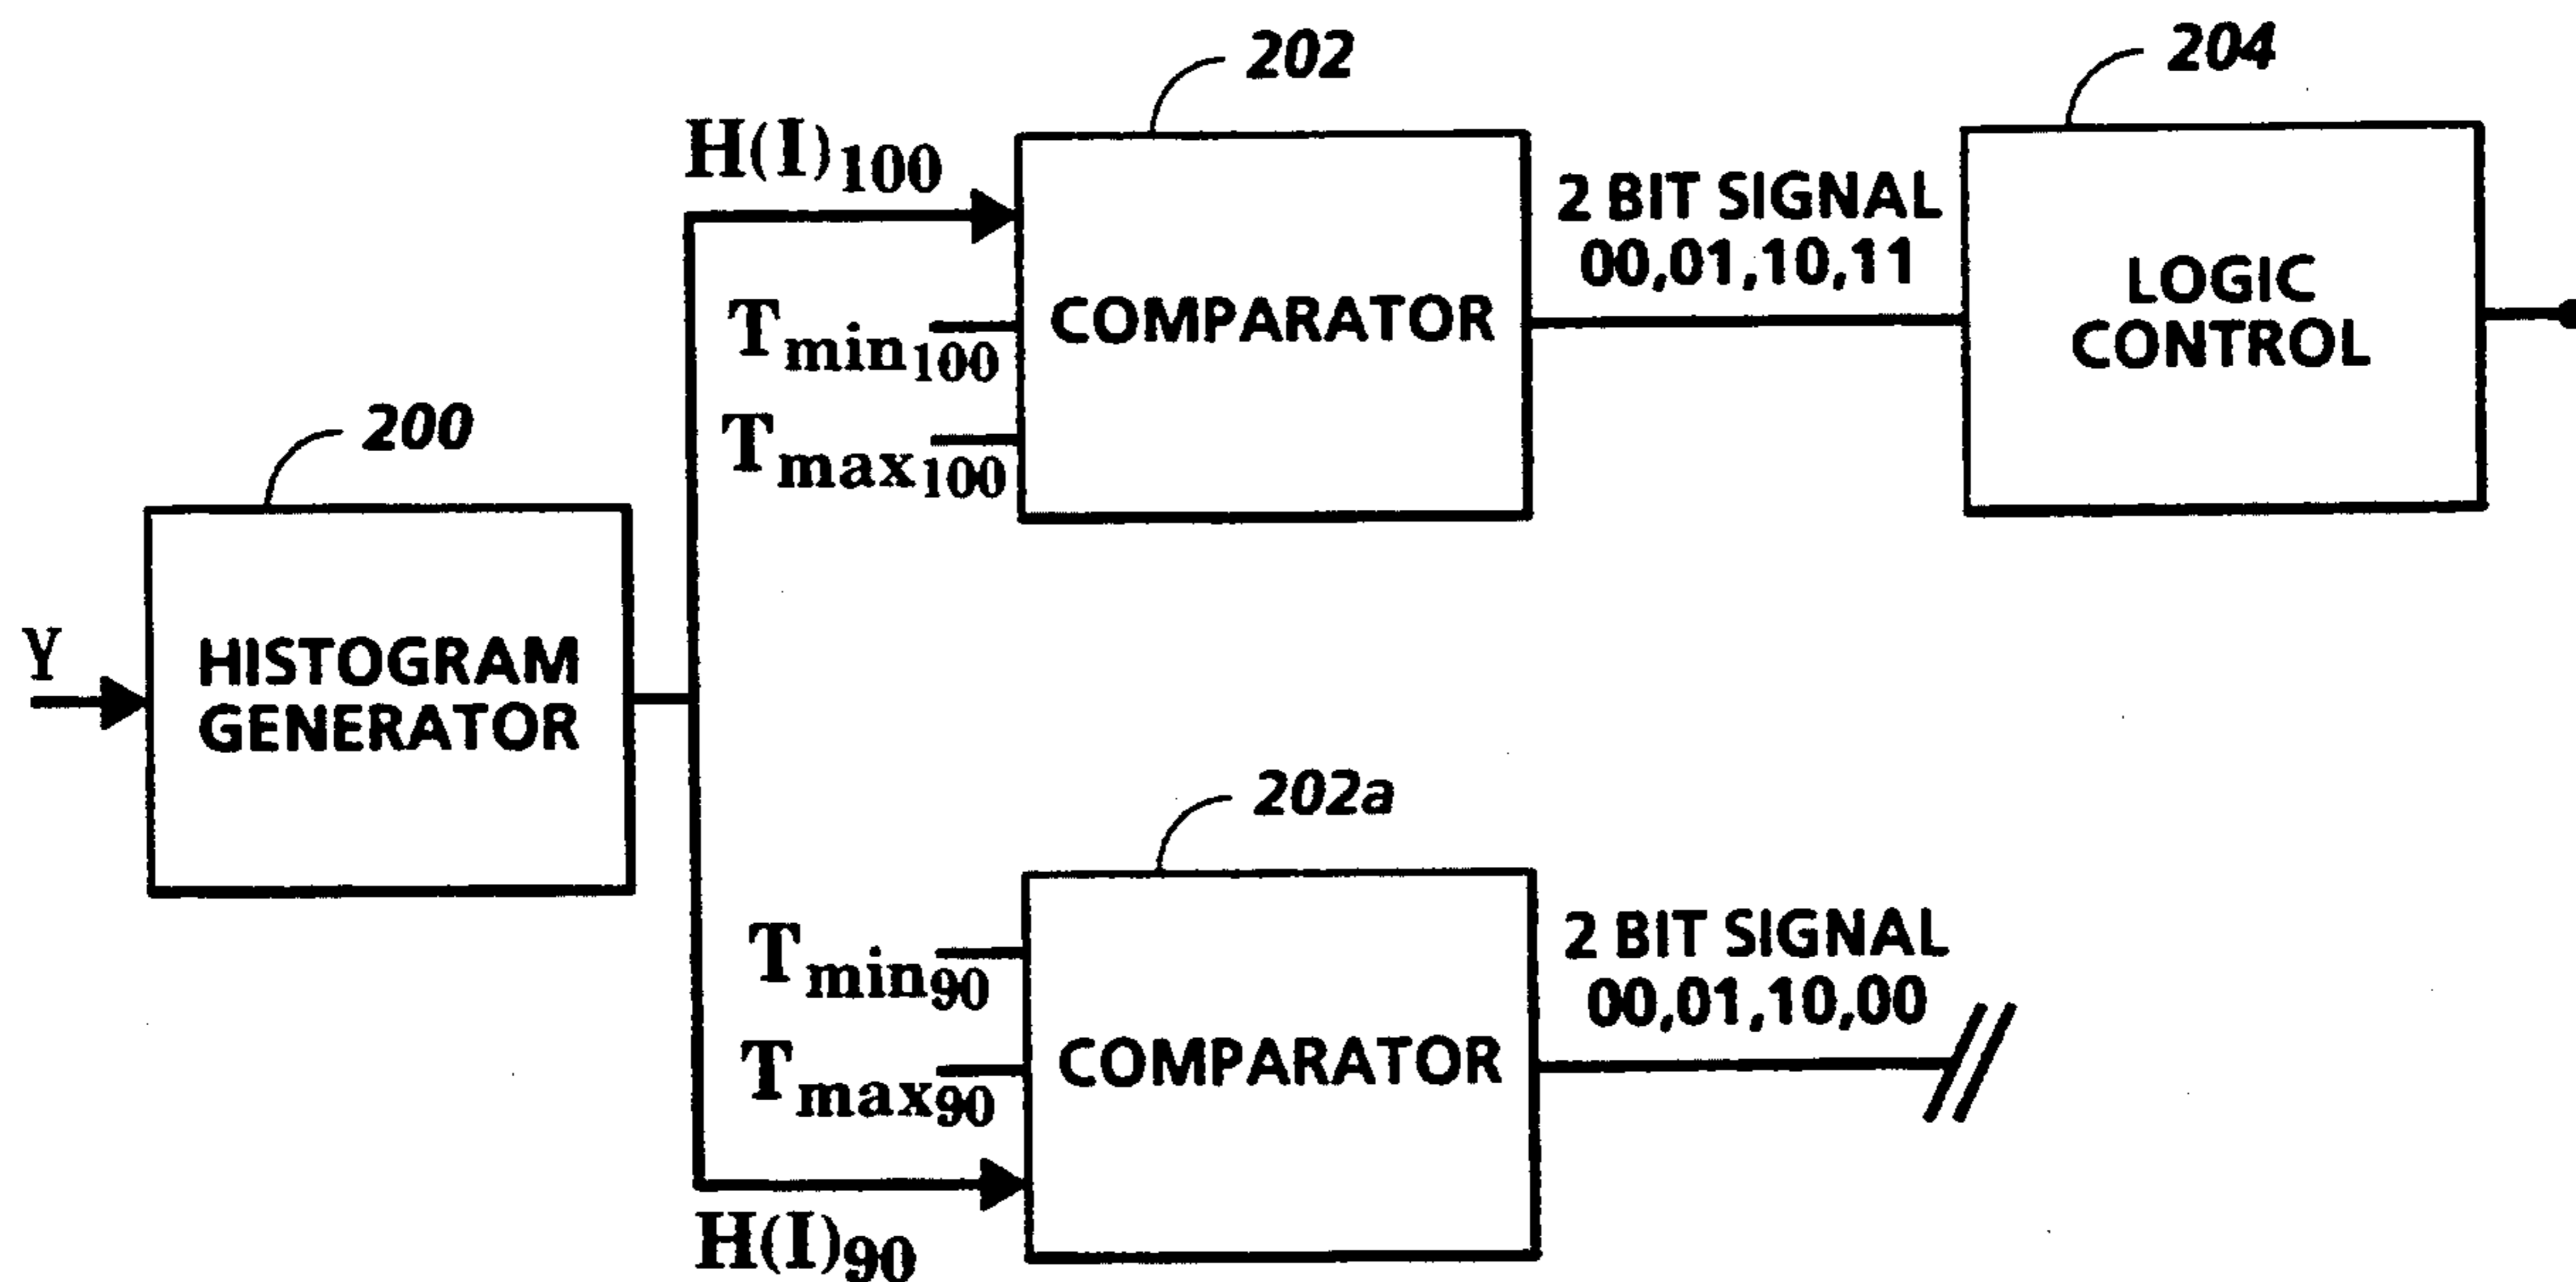 202
204
H(I)100
2 BIT SIGNAL
00,01,10,11
Tmin100
COMPARATOR
LOGIC
CONTROL
Tmax100
200
Y
HISTOGRAM
GENERATOR
202a
Tmin90
2 BIT SIGNAL
00,01,10,00
Tmax90
COMPARATOR
H(I)90